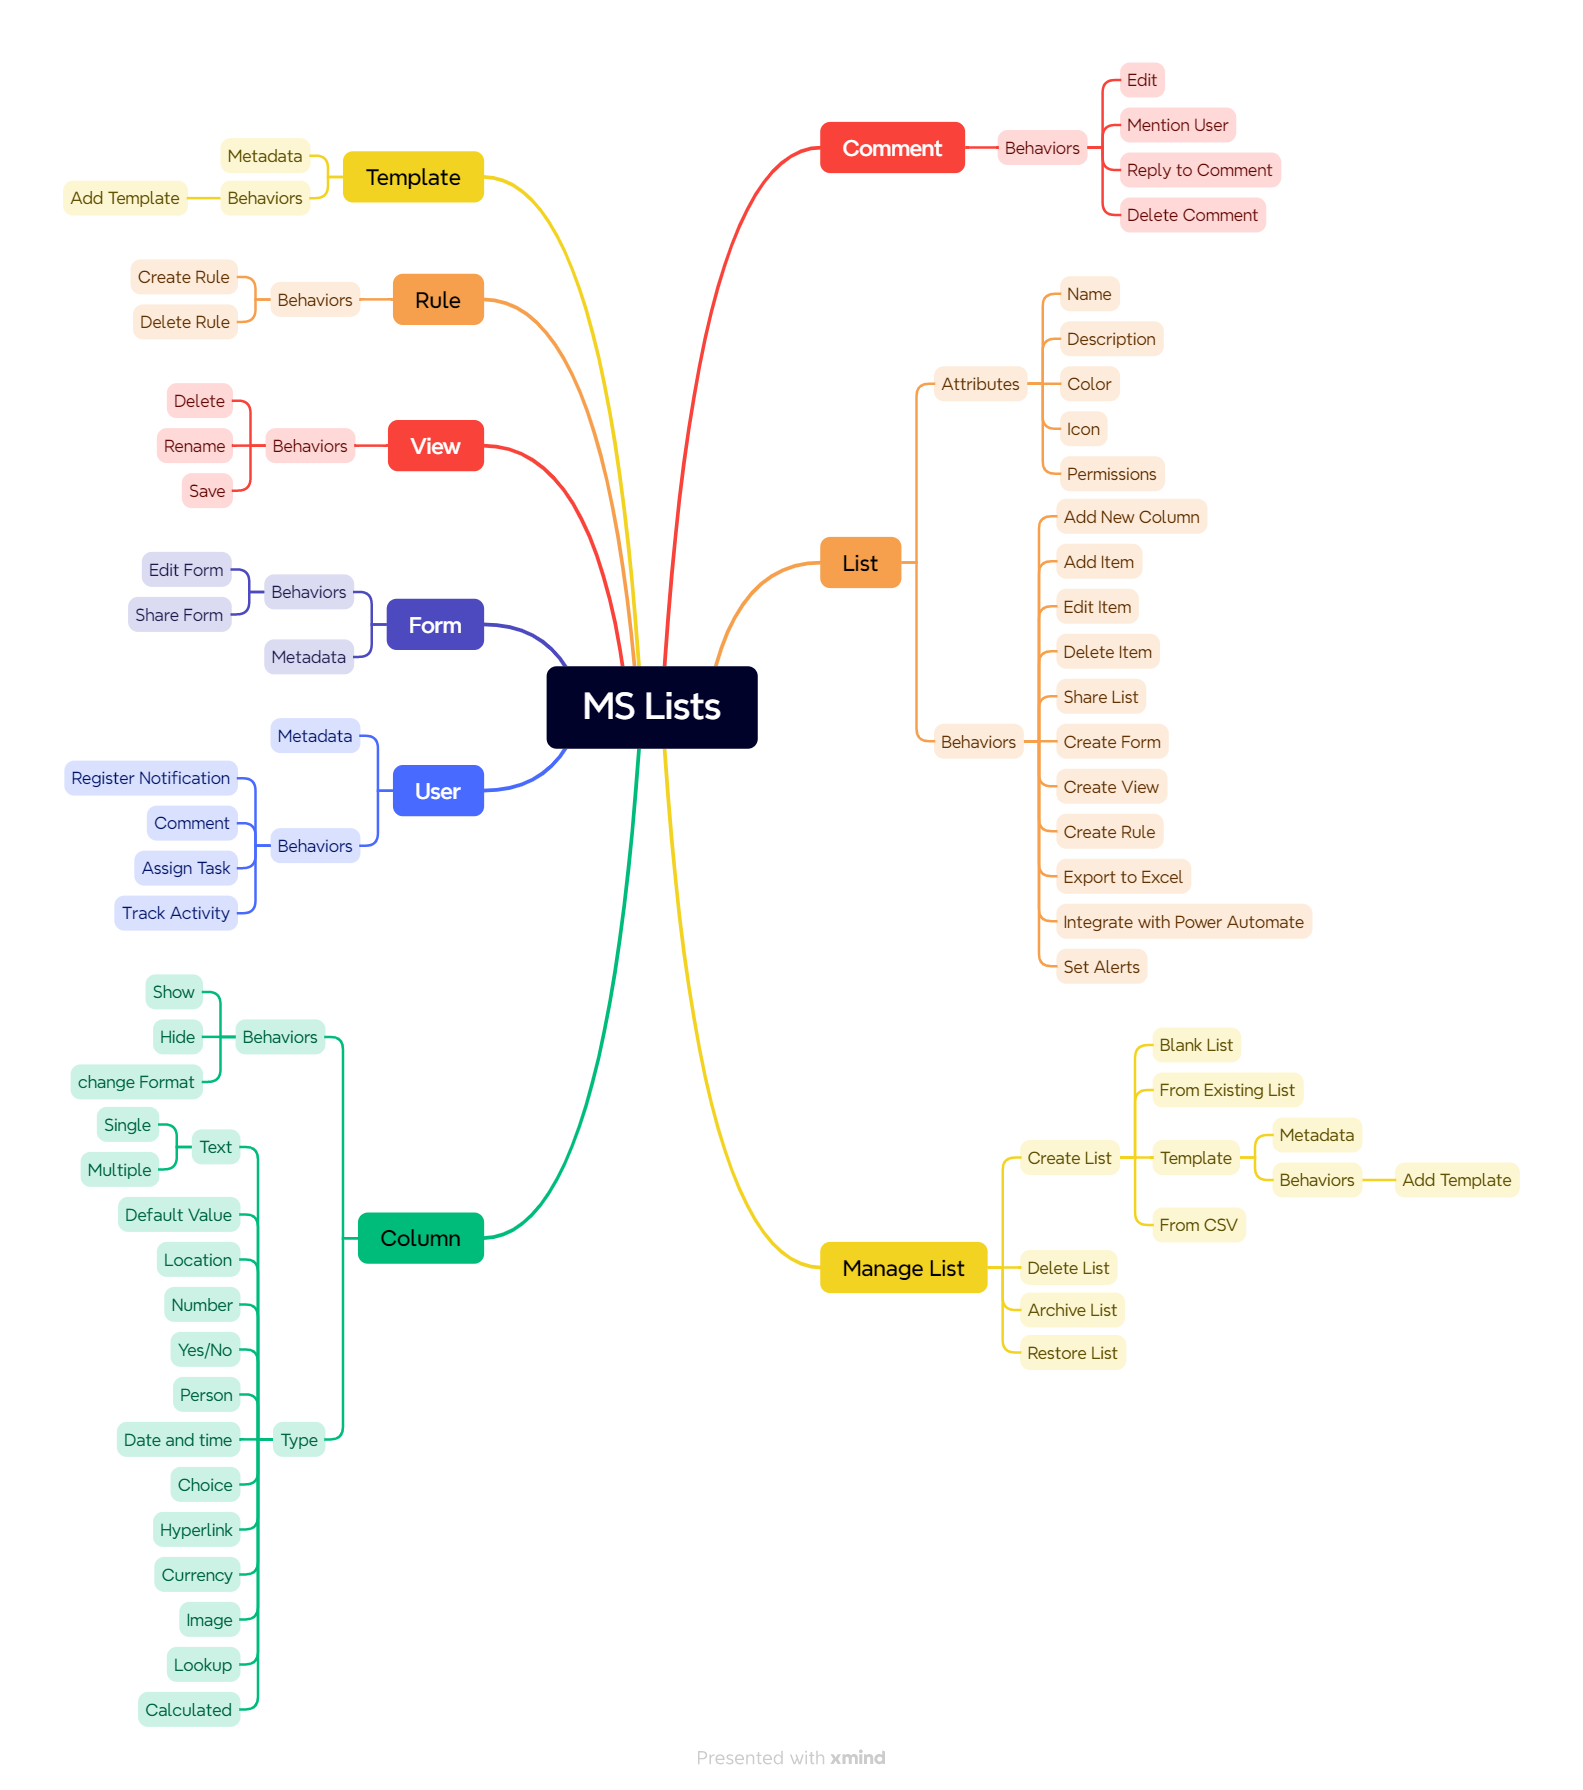 MS Lists
Comment
Behaviors
Edit
Mention User
Reply to Comment
Delete Comment
List
Attributes
Name
Description
Color
Icon
Permissions
Behaviors
Add New Column
Add Item
Edit Item
Delete Item
Share List
Create Form
Create View
Create Rule
Export to Excel
Integrate with Power Automate
Set Alerts
Manage List
Create List
Blank List
From Existing List
Template
Metadata
Behaviors
Add Template
From CSV
Delete List
Archive List
Restore List
Template
Metadata
Behaviors
Add Template
Rule
Behaviors
Create Rule
Delete Rule
View
Behaviors
Delete
Rename
Save
Form
Behaviors
Edit Form
Share Form
Metadata
User
Metadata
Behaviors
Register Notification
Comment
Assign Task
Track Activity
Column
Behaviors
Show
Hide
change Format
Type
Text
Single
Multiple
Default Value
Location
Number
Yes/No
Person
Date and time
Choice
Hyperlink
Currency
Image
Lookup
Calculated
Presented with xmind